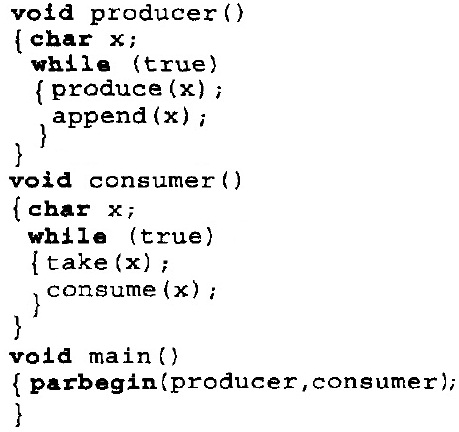 void producer()
{char x;
while (true)
{produce(x);
append(x);
}
}
void consumer()
{char x;
while (true)
{take(x);
consume(x);
}
}
void main()
{parbegin(producer,consumer);
}